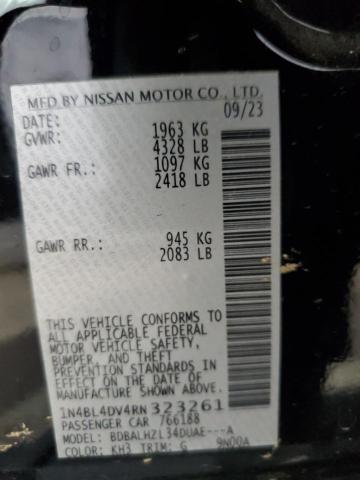 MFD BY NISSAN MOTOR CO., LTD.
DATE: 09/23
GVWR: 1963 KG
4328 LB
GAWR FR.: 1097 KG
2418 LB
GAWR RR.: 945 KG
2083 LB
THIS VEHICLE CONFORMS TO
ALL APPLICABLE FEDERAL
MOTOR VEHICLE SAFETY,
BUMPER, AND THEFT
PREVENTION STANDARDS IN
EFFECT ON THE DATE OF
MANUFACTURE SHOWN ABOVE.
1N4BL4DV4RN323261
PASSENGER CAR 766188
MODEL: BDBALHZL34DUAE---A
COLOR: KH3 TRIM: G 9N00A